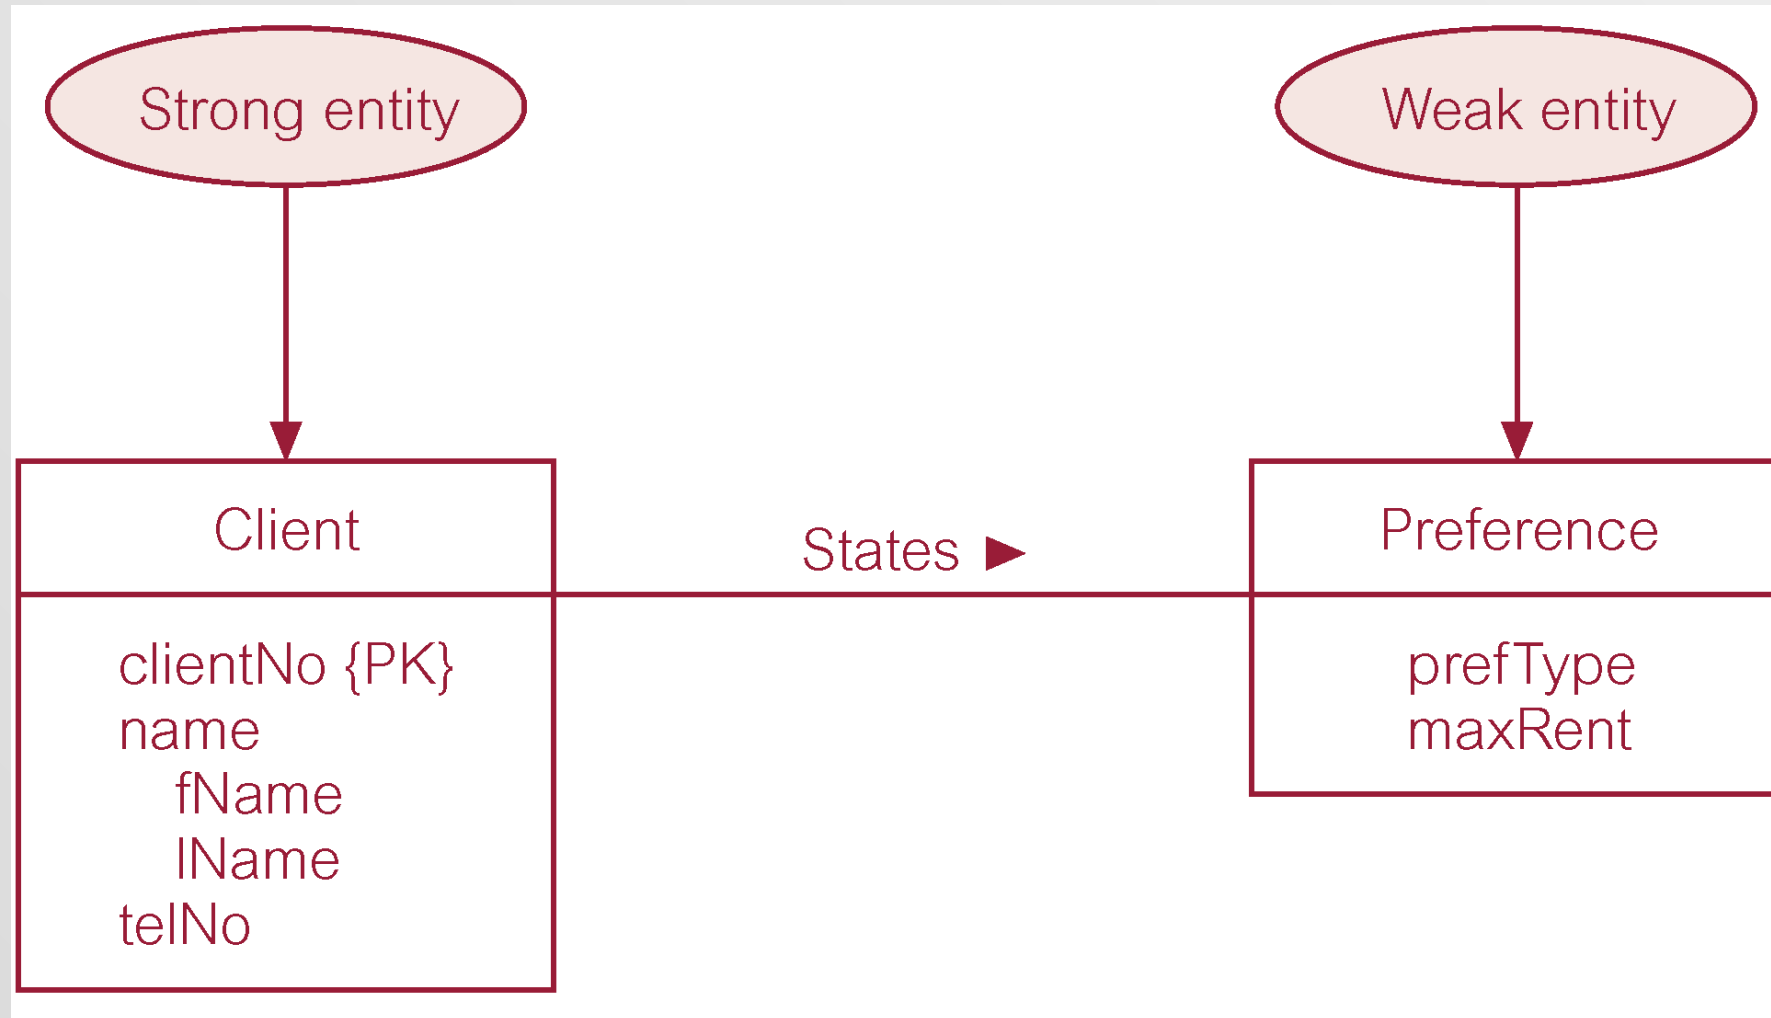 Strong entity
Weak entity
Client
States ►
Preference
clientNo {PK}
name
fName
lName
telNo
prefType
maxRent